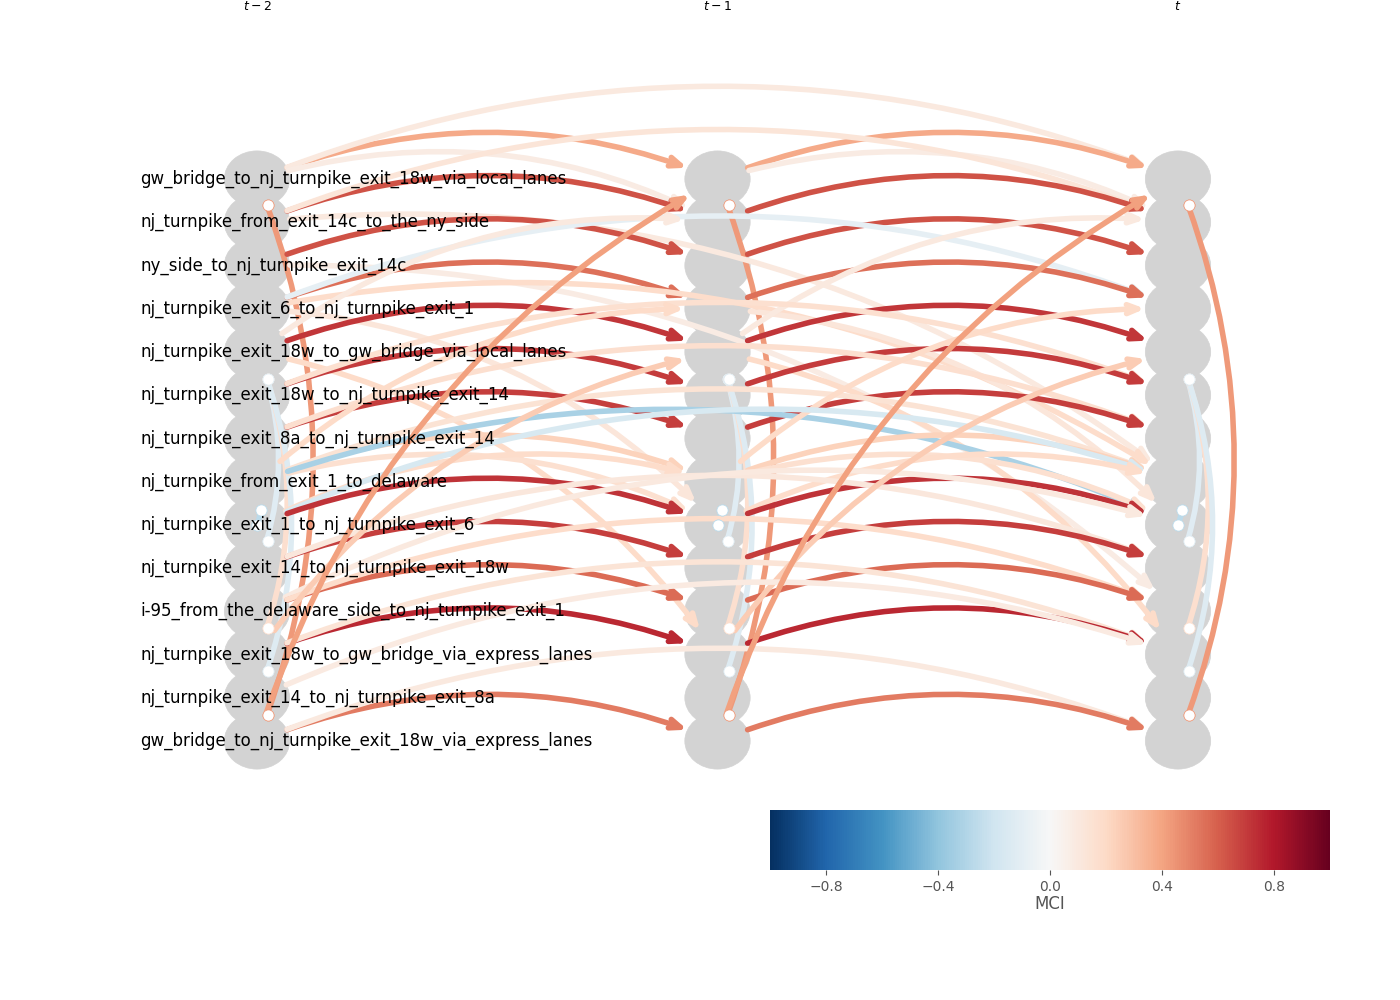 t − 2 t − 1 t
gw_bridge_to_nj_turnpike_exit_18w_via_local_lanes
nj_turnpike_from_exit_14c_to_the_ny_side
ny_side_to_nj_turnpike_exit_14c
nj_turnpike_exit_6_to_nj_turnpike_exit_1
nj_turnpike_exit_18w_to_gw_bridge_via_local_lanes
nj_turnpike_exit_18w_to_nj_turnpike_exit_14
nj_turnpike_exit_8a_to_nj_turnpike_exit_14
nj_turnpike_from_exit_1_to_delaware
nj_turnpike_exit_1_to_nj_turnpike_exit_6
nj_turnpike_exit_14_to_nj_turnpike_exit_18w
i-95_from_the_delaware_side_to_nj_turnpike_exit_1
nj_turnpike_exit_18w_to_gw_bridge_via_express_lanes
nj_turnpike_exit_14_to_nj_turnpike_exit_8a
gw_bridge_to_nj_turnpike_exit_18w_via_express_lanes
−0.8 −0.4 0.0 0.4 0.8
MCI